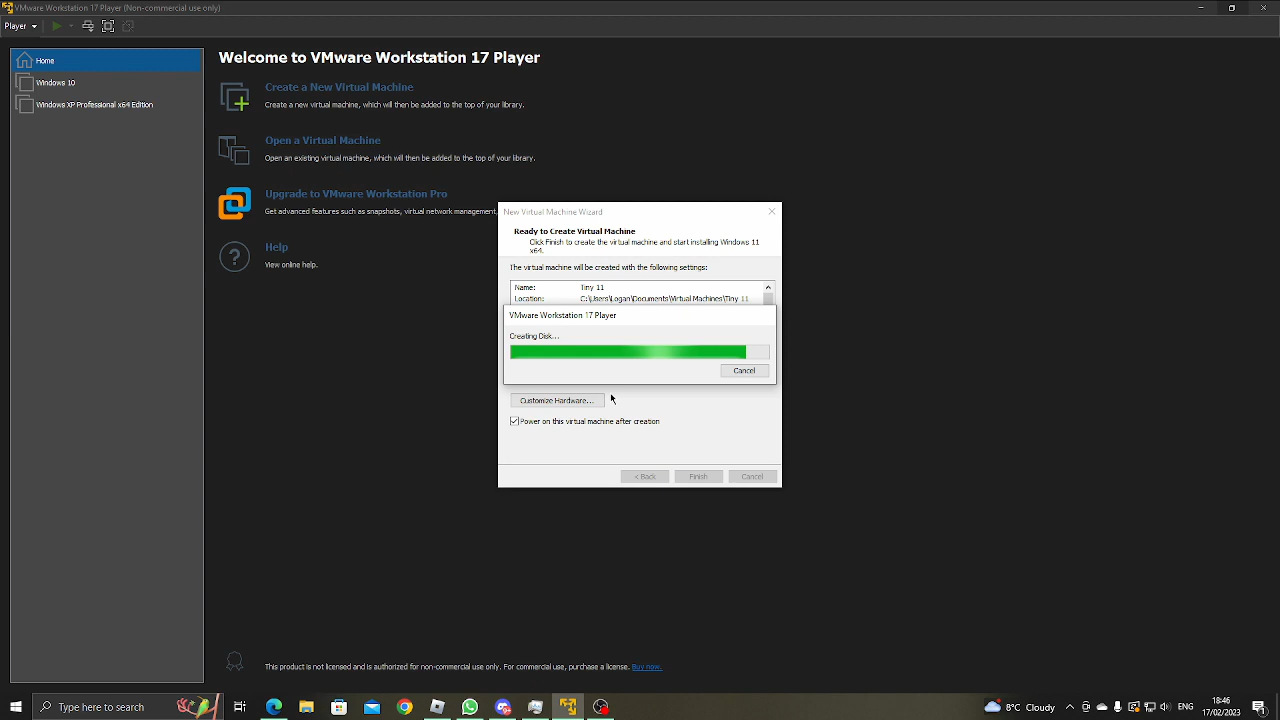 VMware Workstation 17 Player (Non-commercial use only)
Player
Home
Windows 10
Windows XP Professional x64 Edition
Welcome to VMware Workstation 17 Player
Create a New Virtual Machine
Create a new virtual machine, which will then be added to the top of your library.
Open a Virtual Machine
Open an existing virtual machine, which will then be added to the top of your library.
Upgrade to VMware Workstation Pro
Get advanced features such as snapshots, virtual network management,
Help
View online help.
New Virtual Machine Wizard
Ready to Create Virtual Machine
Click Finish to create the virtual machine and start installing Windows 11
x64.
The virtual machine will be created with the following settings:
Name: Tiny 11
Location: C:\Users\Logan\Documents\Virtual Machines\Tiny 11
VMware Workstation 17 Player
Creating Disk...
Cancel
Customize Hardware...
Power on this virtual machine after creation
< Back Finish Cancel
This product is not licensed and is authorized for non-commercial use only. For commercial use, purchase a license. Buy now.
Type here to search
8°C Cloudy
ENG
18:46
17/02/2023